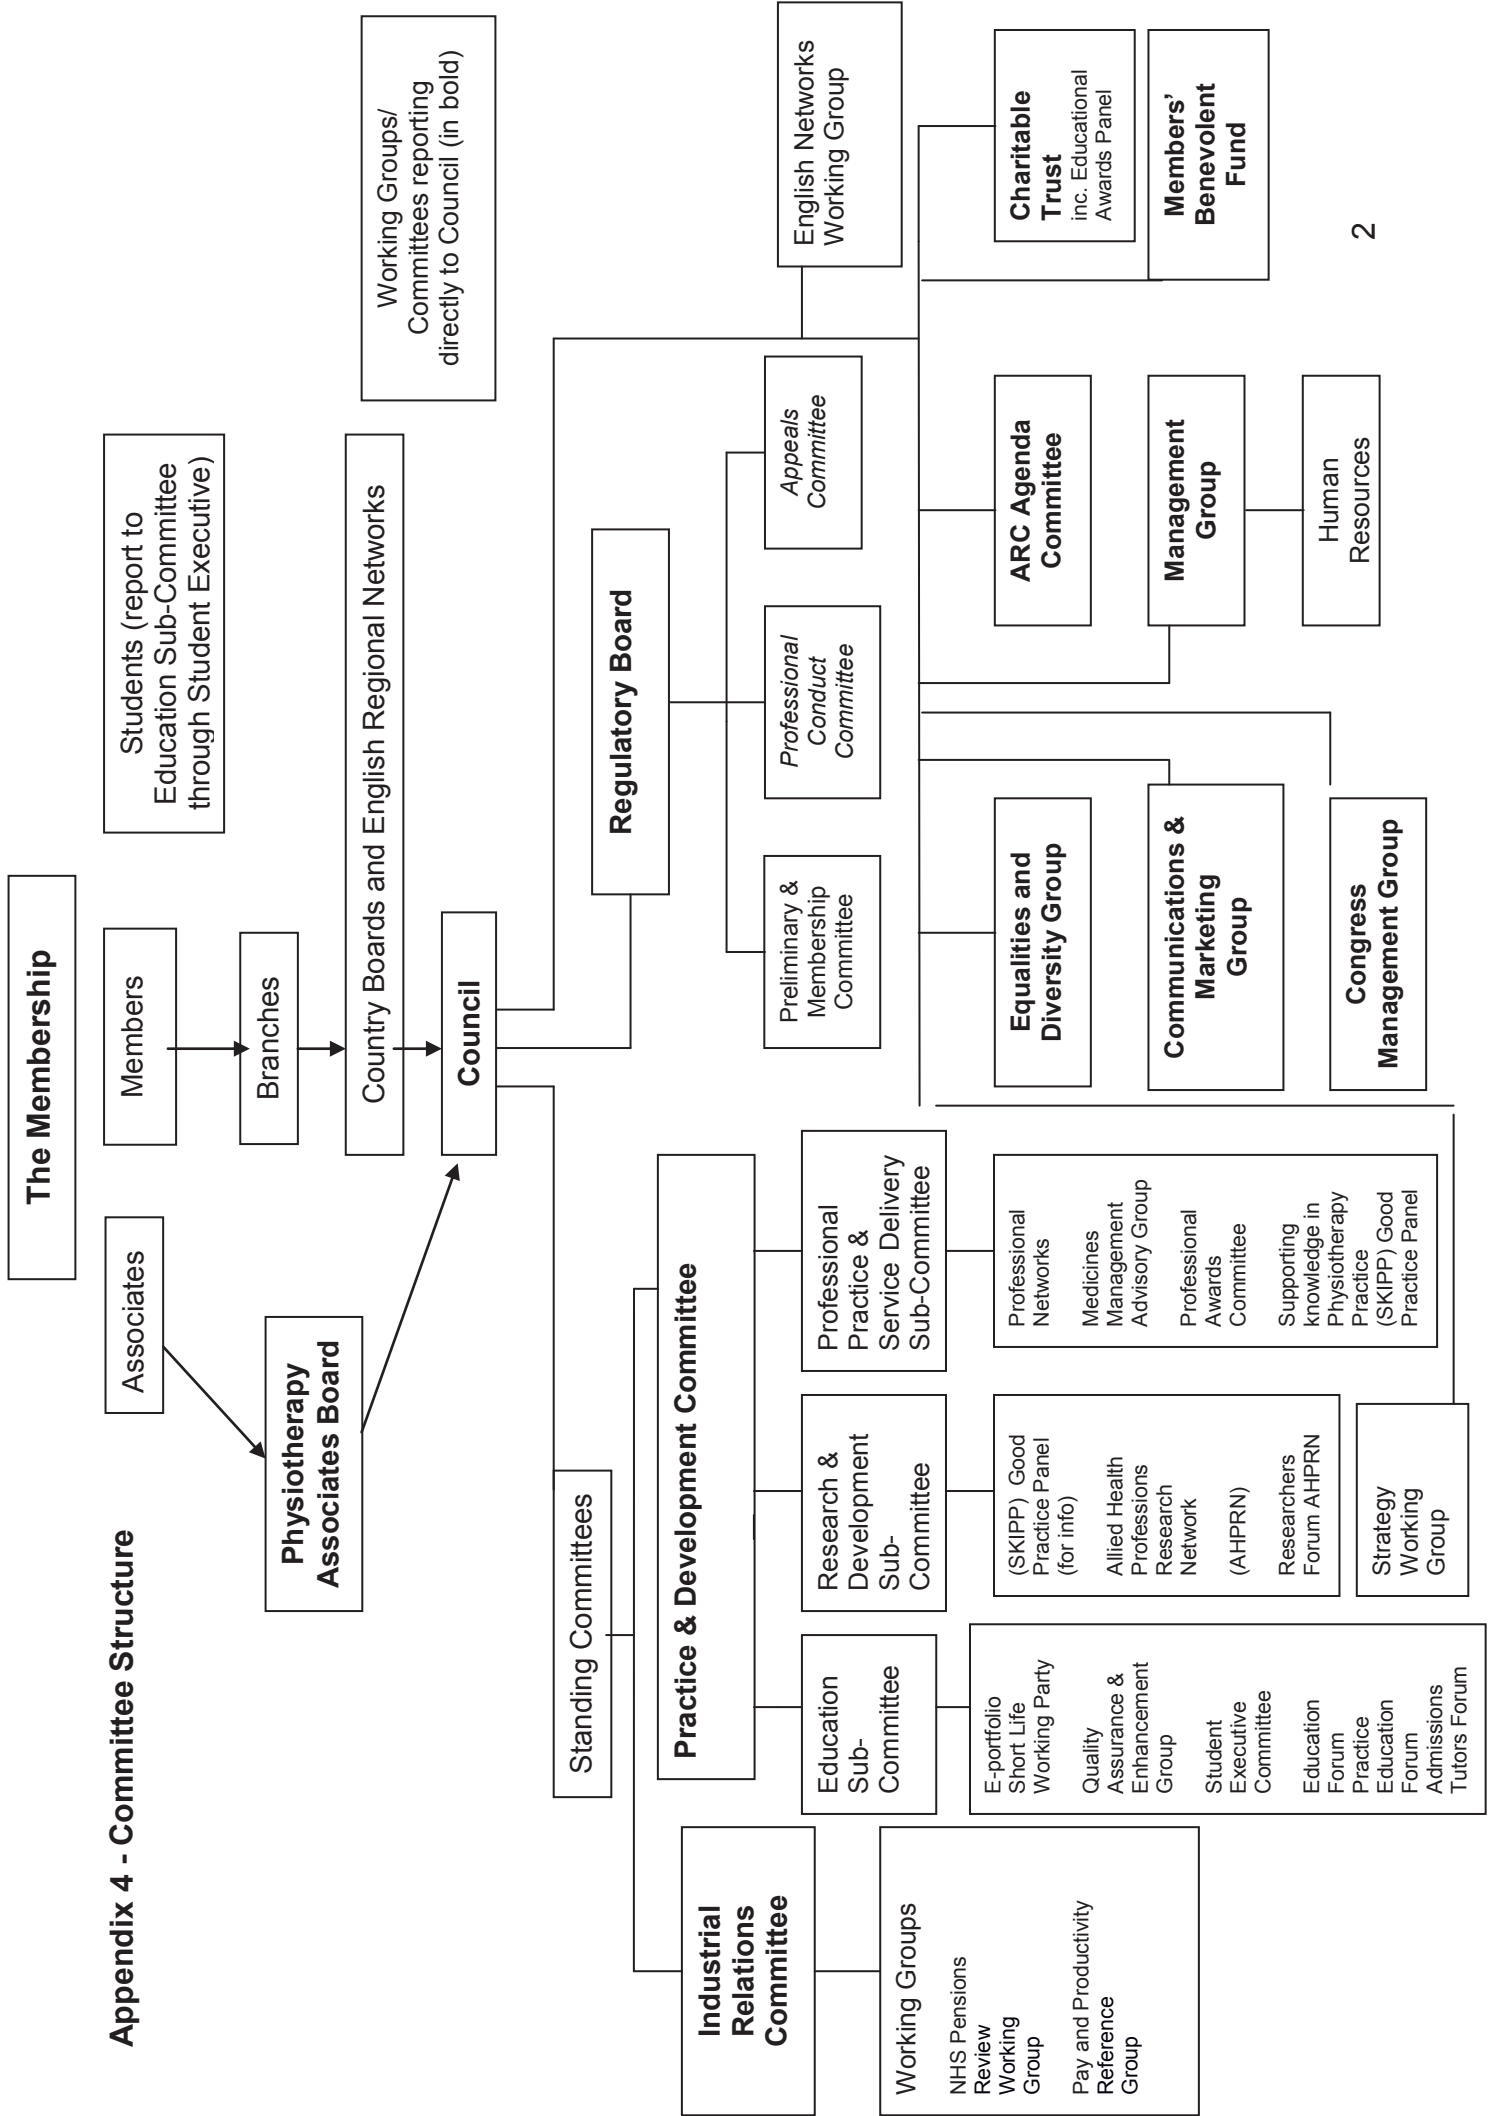 Appendix 4 - Committee Structure
The Membership
Associates
Members
Students (report to
Education Sub-Committee
through Student Executive)
Branches
Physiotherapy
Associates Board
Country Boards and English Regional Networks
Working Groups/
Committees reporting
directly to Council (in bold)
Council
Standing Committees
Regulatory Board
Industrial
Relations
Committee
Practice & Development Committee
Preliminary &
Membership
Committee
Professional
Conduct
Committee
Appeals
Committee
English Networks
Working Group
Education
Sub-
Committee
Research &
Development
Sub-
Committee
Professional
Practice &
Service Delivery
Sub-Committee
Working Groups
NHS Pensions
Review
Working
Group
Pay and Productivity
Reference
Group
E-portfolio
Short Life
Working Party
Quality
Assurance &
Enhancement
Group
Student
Executive
Committee
Education
Forum
Practice
Education
Forum
Admissions
Tutors Forum
(SKIPP) Good
Practice Panel
(for info)
Allied Health
Professions
Research
Network
(AHPRN)
Researchers
Forum AHPRN
Professional
Networks
Medicines
Management
Advisory Group
Professional
Awards
Committee
Supporting
knowledge in
Physiotherapy
Practice
(SKIPP) Good
Practice Panel
Strategy
Working
Group
Equalities and
Diversity Group
ARC Agenda
Committee
Charitable
Trust
inc. Educational
Awards Panel
Communications &
Marketing
Group
Management
Group
Members'
Benevolent
Fund
Congress
Management Group
Human
Resources
2